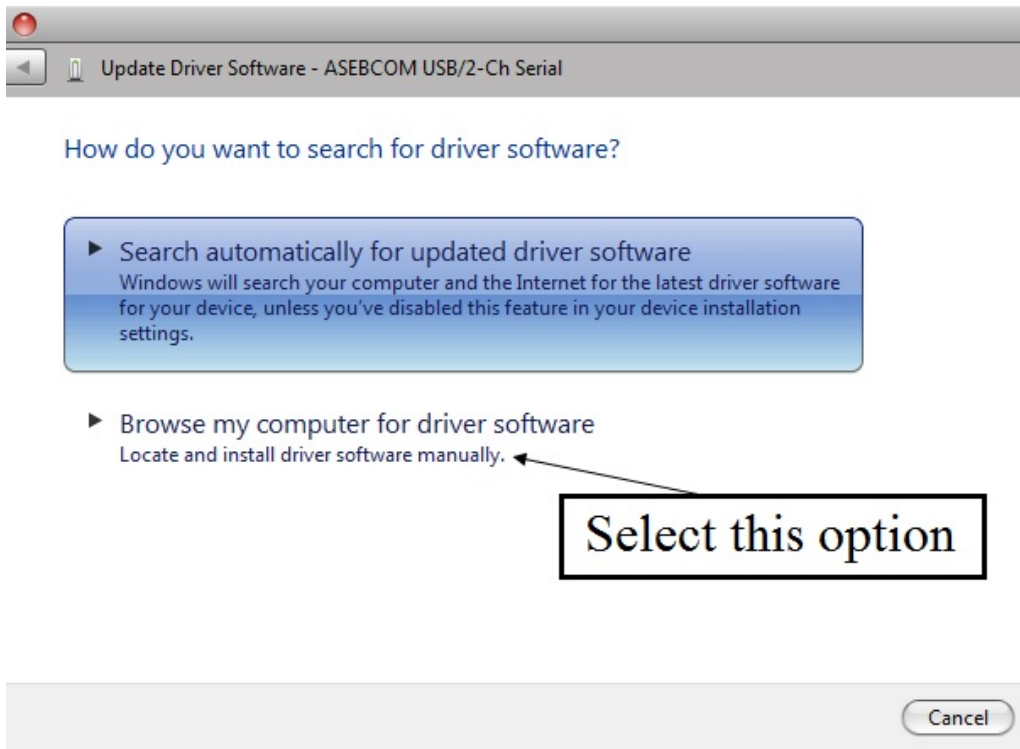 Update Driver Software - ASEBCOM USB/2-Ch Serial
How do you want to search for driver software?
Search automatically for updated driver software
Windows will search your computer and the Internet for the latest driver software
for your device, unless you've disabled this feature in your device installation
settings.
Browse my computer for driver software
Locate and install driver software manually.
Select this option
Cancel